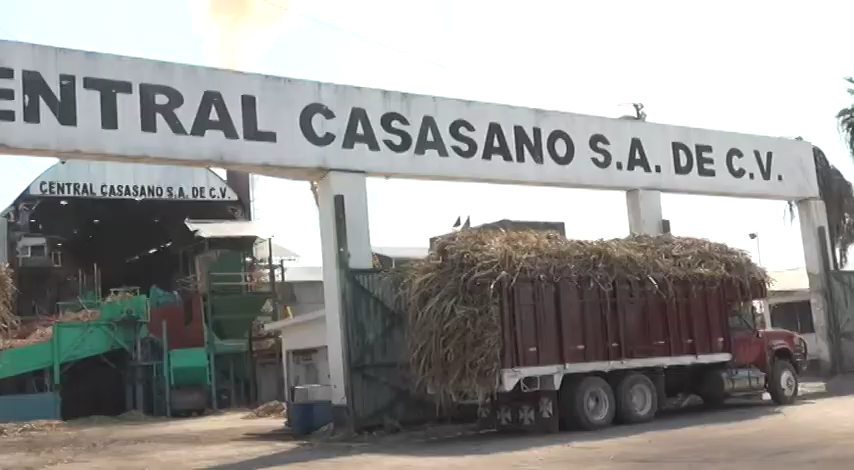 ENTRAL CASASANO S.A. DE C.V.
CENTRAL CASASANO S.A. DE C.V.